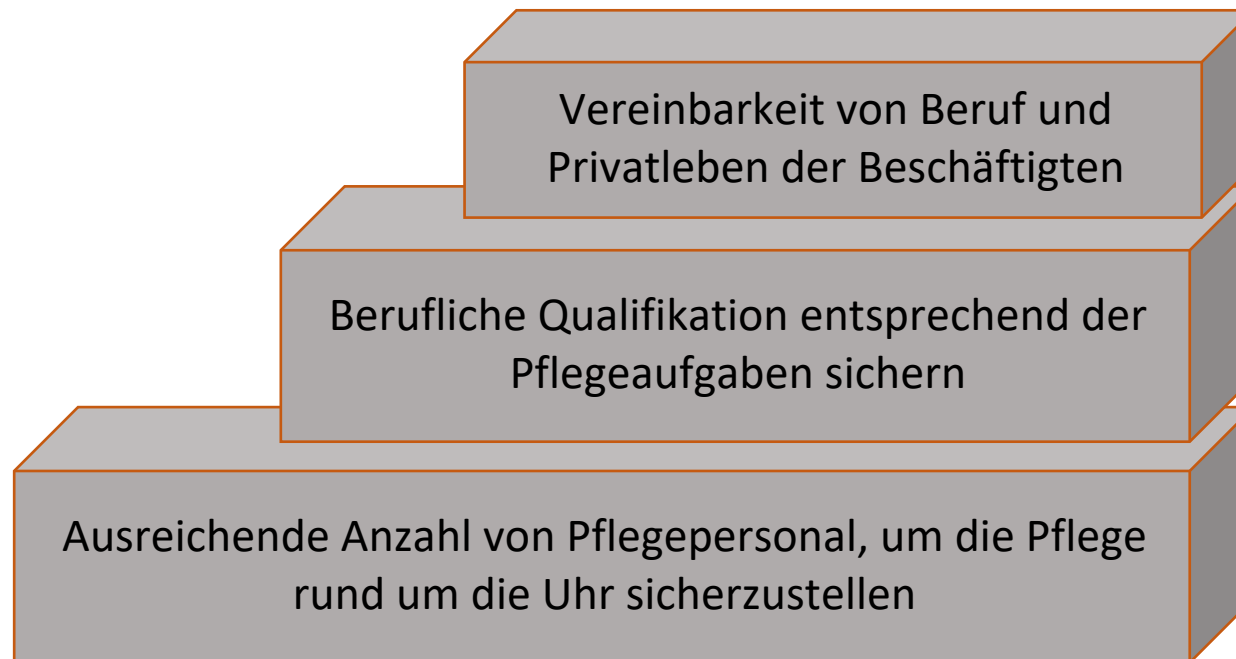 Vereinbarkeit von Beruf und
Privatleben der Beschäftigten
Berufliche Qualifikation entsprechend der
Pflegeaufgaben sichern
Ausreichende Anzahl von Pflegepersonal, um die Pflege
rund um die Uhr sicherzustellen